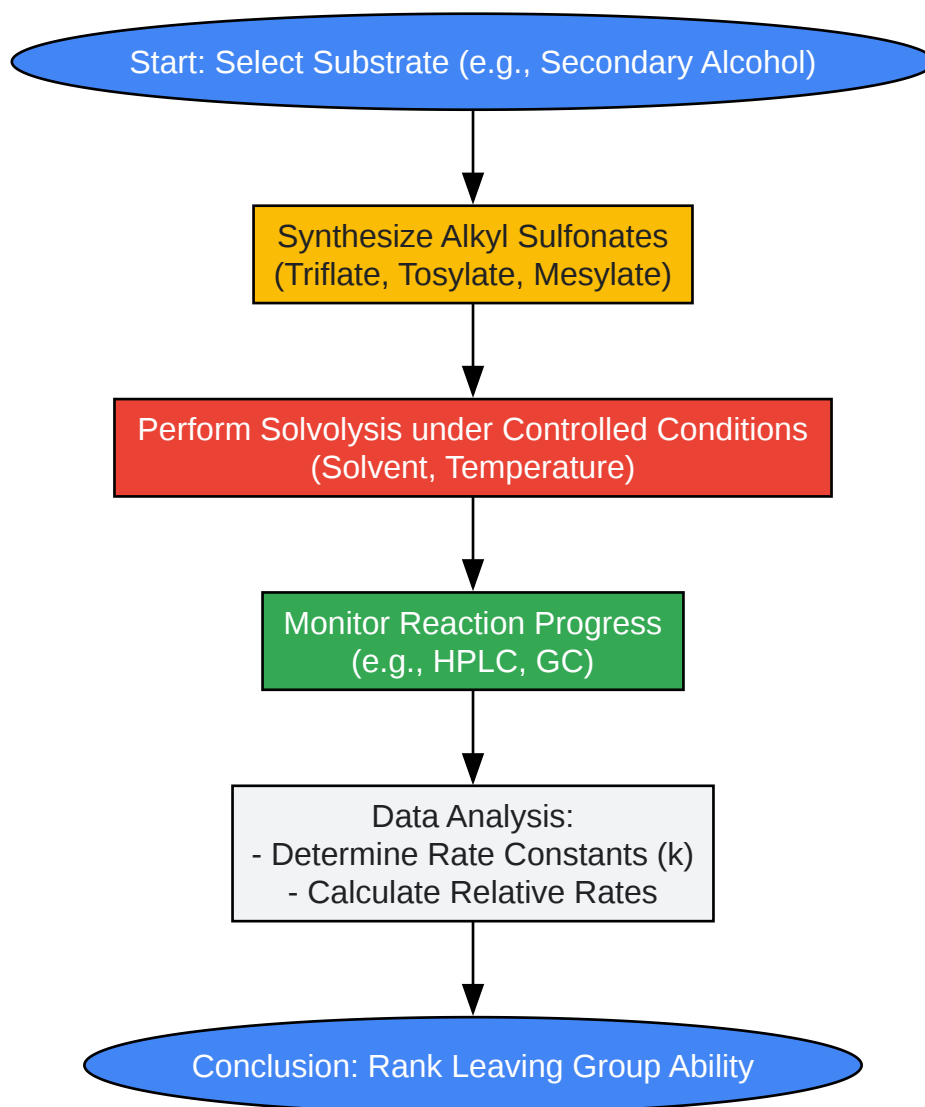 Start: Select Substrate (e.g., Secondary Alcohol)
Synthesize Alkyl Sulfonates
(Triflate, Tosylate, Mesylate)
Perform Solvolysis under Controlled Conditions
(Solvent, Temperature)
Monitor Reaction Progress
(e.g., HPLC, GC)
Data Analysis:
- Determine Rate Constants (k)
- Calculate Relative Rates
Conclusion: Rank Leaving Group Ability